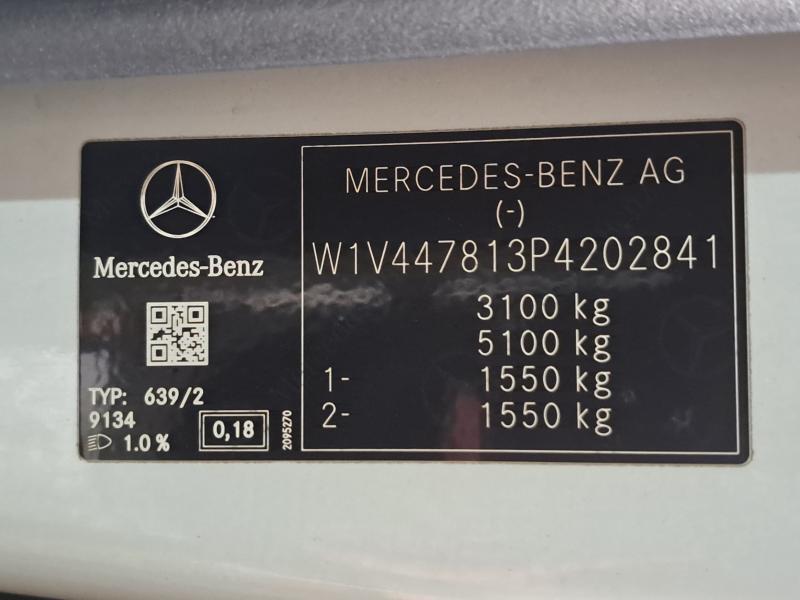 Mercedes-Benz
TYP: 639/2
9134
1.0 %
0,18
2095270
MERCEDES-BENZ AG
(-)
W1V447813P4202841
3100 kg
5100 kg
1- 1550 kg
2- 1550 kg